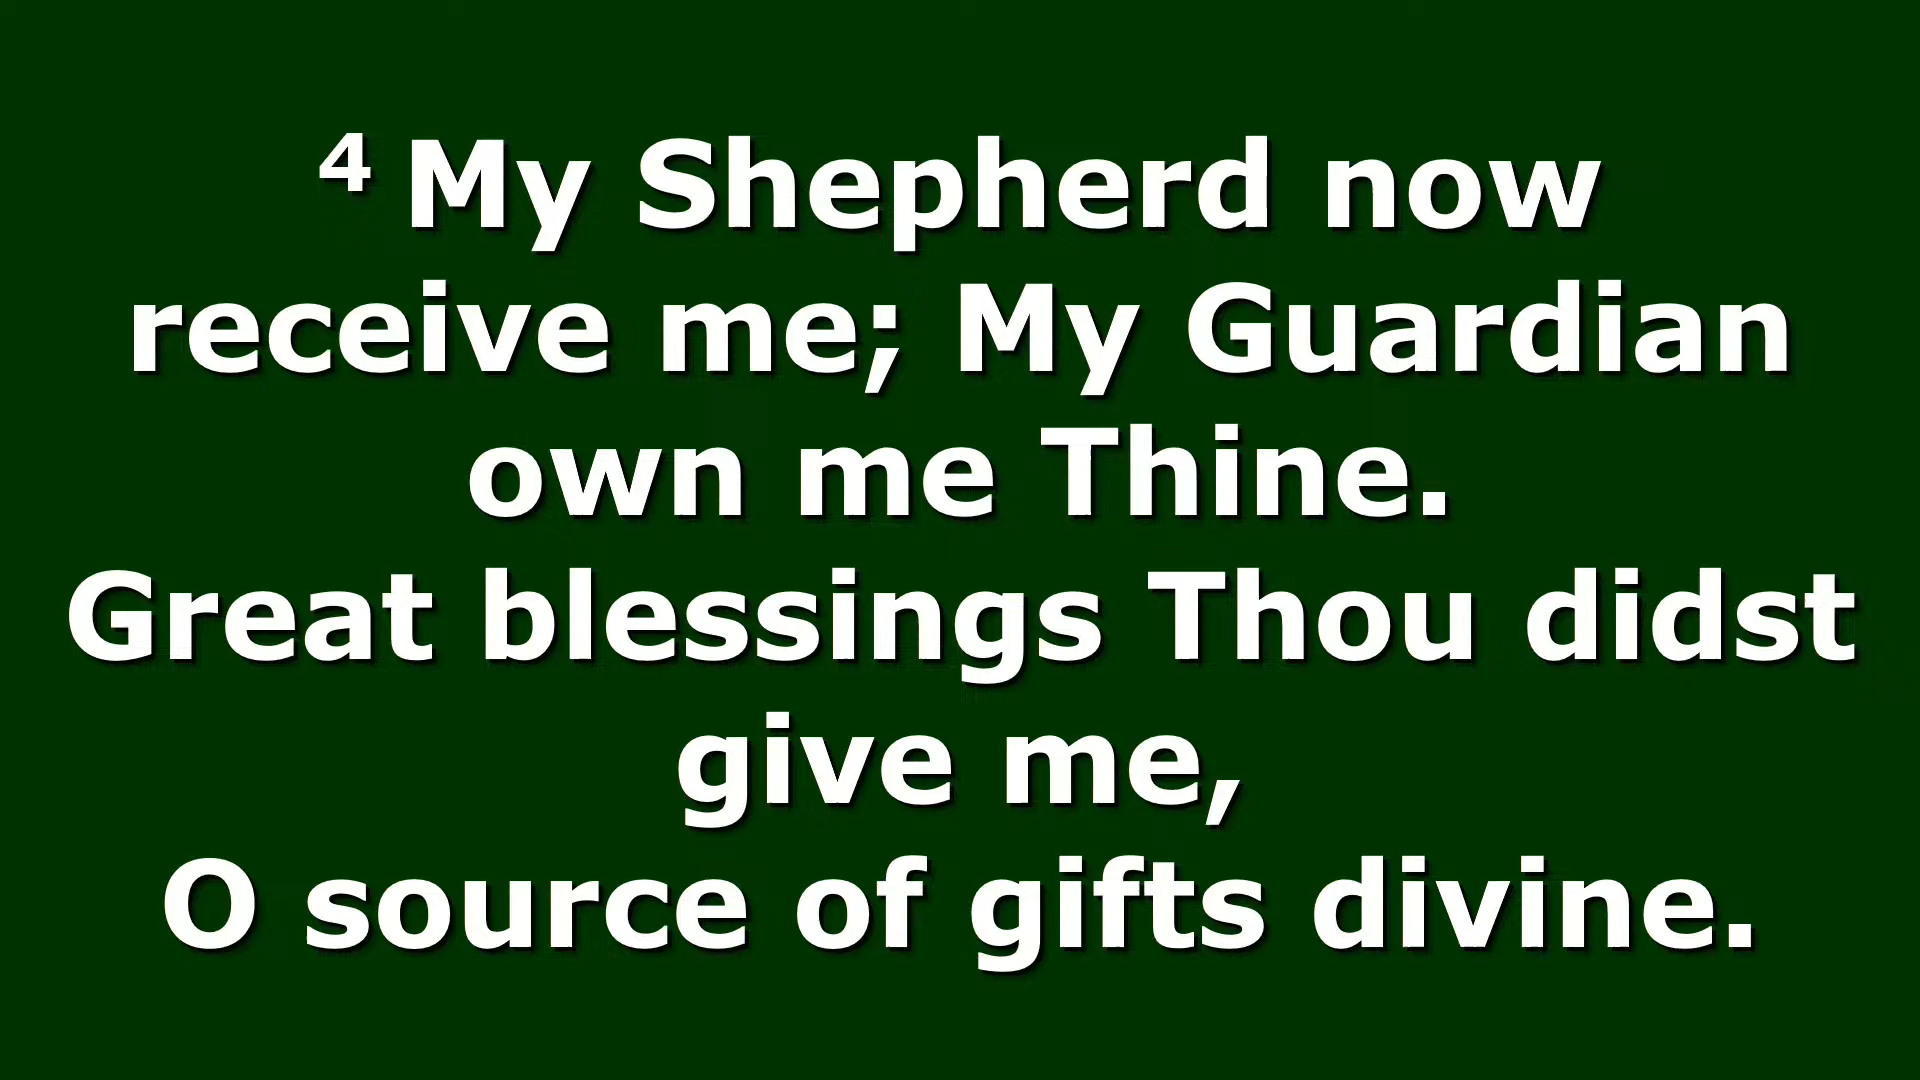 4 My Shepherd now
receive me; My Guardian
own me Thine.
Great blessings Thou didst
give me,
O source of gifts divine.